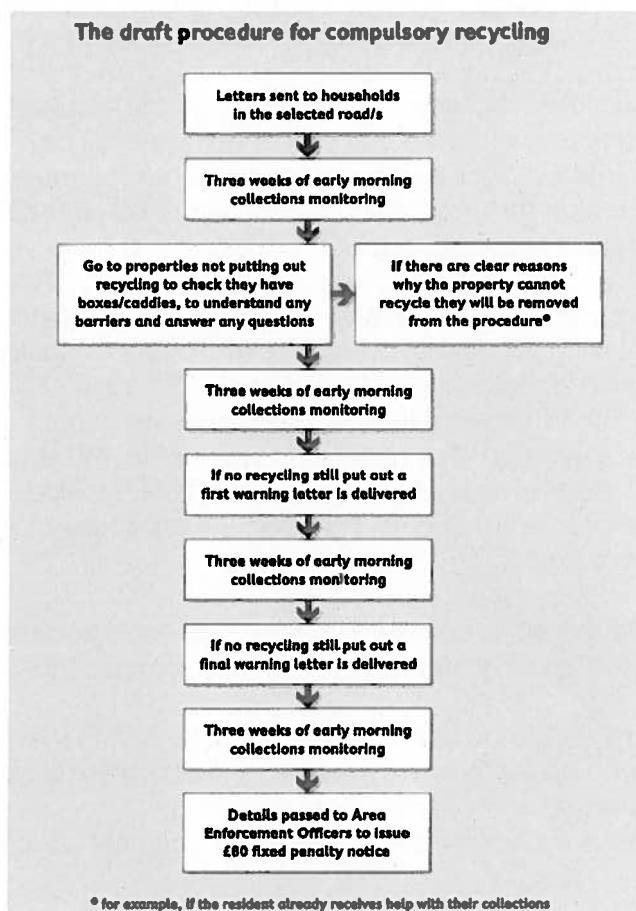 The draft procedure for compulsory recycling
Letters sent to households
in the selected road/s
Three weeks of early morning
collections monitoring
Go to properties not putting out
recycling to check they have
boxes/caddies, to understand any
barriers and answer any questions
If there are clear reasons
why the property cannot
recycle they will be removed
from the procedure*
Three weeks of early morning
collections monitoring
If no recycling still put out a
first warning letter is delivered
Three weeks of early morning
collections monitoring
If no recycling still put out a
final warning letter is delivered
Three weeks of early morning
collections monitoring
Details passed to Area
Enforcement Officers to issue
£80 fixed penalty notice
* for example, if the resident already receives help with their collections